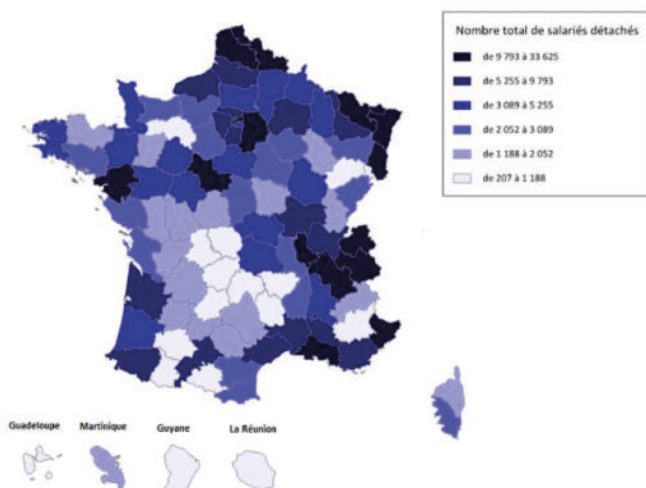 Nombre total de salariés détachés
de 9 793 à 33 625
de 5 255 à 9 793
de 3 089 à 5 255
de 2 052 à 3 089
de 1 188 à 2 052
de 207 à 1 188
Guadeloupe Martinique Guyane La Réunion